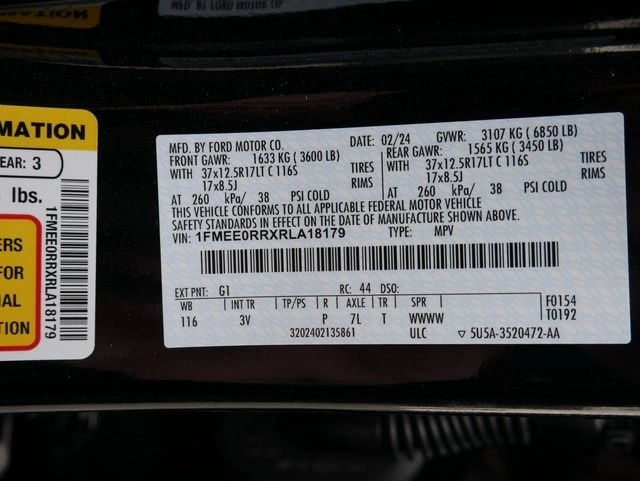 MATION
EAR: 3
lbs.
ERS
FOR
IAL
ON
1FMEE0RRXRLA18179
MFD. BY FORD MOTOR CO.
DATE: 02/24 GVWR: 3107 KG ( 6850 LB)
FRONT GAWR: 1633 KG ( 3600 LB) REAR GAWR: 1565 KG ( 3450 LB)
WITH 37x12.5R17LT C 116S TIRES WITH 37x12.5R17LT C 116S TIRES
17x8.5J RIMS 17x8.5J RIMS
AT 260 kPa/ 38 PSI COLD AT 260 kPa/ 38 PSI COLD
THIS VEHICLE CONFORMS TO ALL APPLICABLE FEDERAL MOTOR VEHICLE
SAFETY STANDARDS IN EFFECT ON THE DATE OF MANUFACTURE SHOWN ABOVE.
VIN: 1FMEE0RRXRLA18179 TYPE: MPV
EXT PNT: G1 RC: 44 DSO:
WB INT TR TP/PS R AXLE TR SPR F0154
116 3V P 7L T WWWW T0192
3202402135861 ULC ▽ 5U5A-3520472-AA